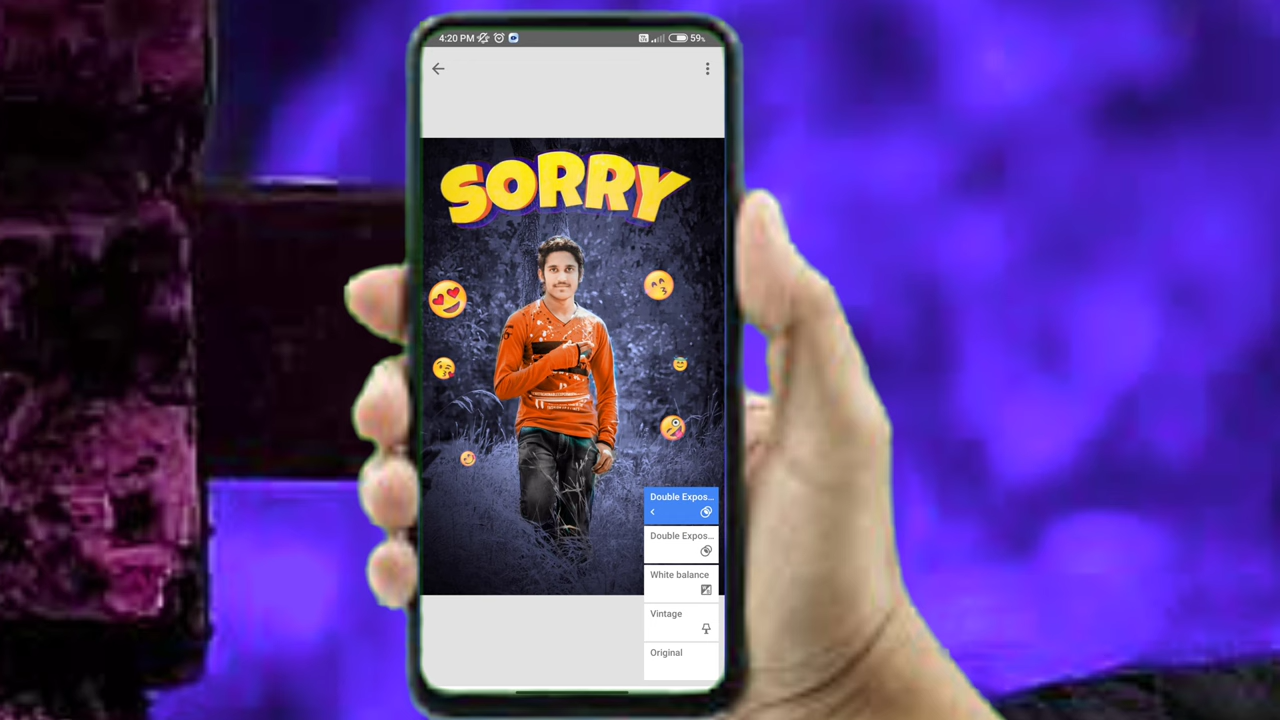 4:20 PM
59%
SORRY
Double Expos...
Double Expos...
White balance
Vintage
Original